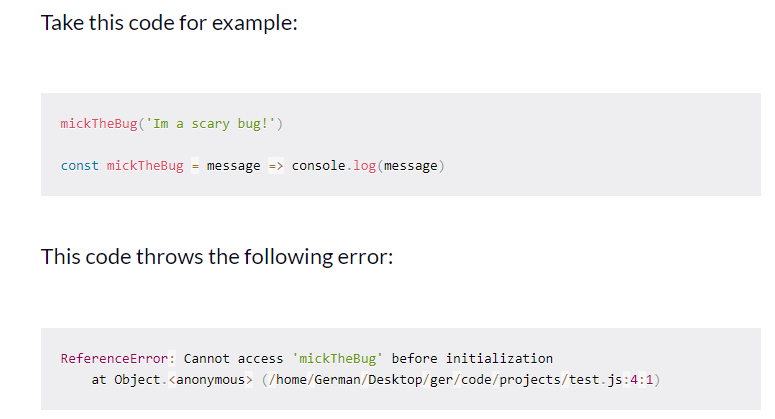 Take this code for example:
mickTheBug('Im a scary bug!')
const mickTheBug = message => console.log(message)
This code throws the following error:
ReferenceError: Cannot access 'mickTheBug' before initialization
at Object.<anonymous> (/home/German/Desktop/ger/code/projects/test.js:4:1)